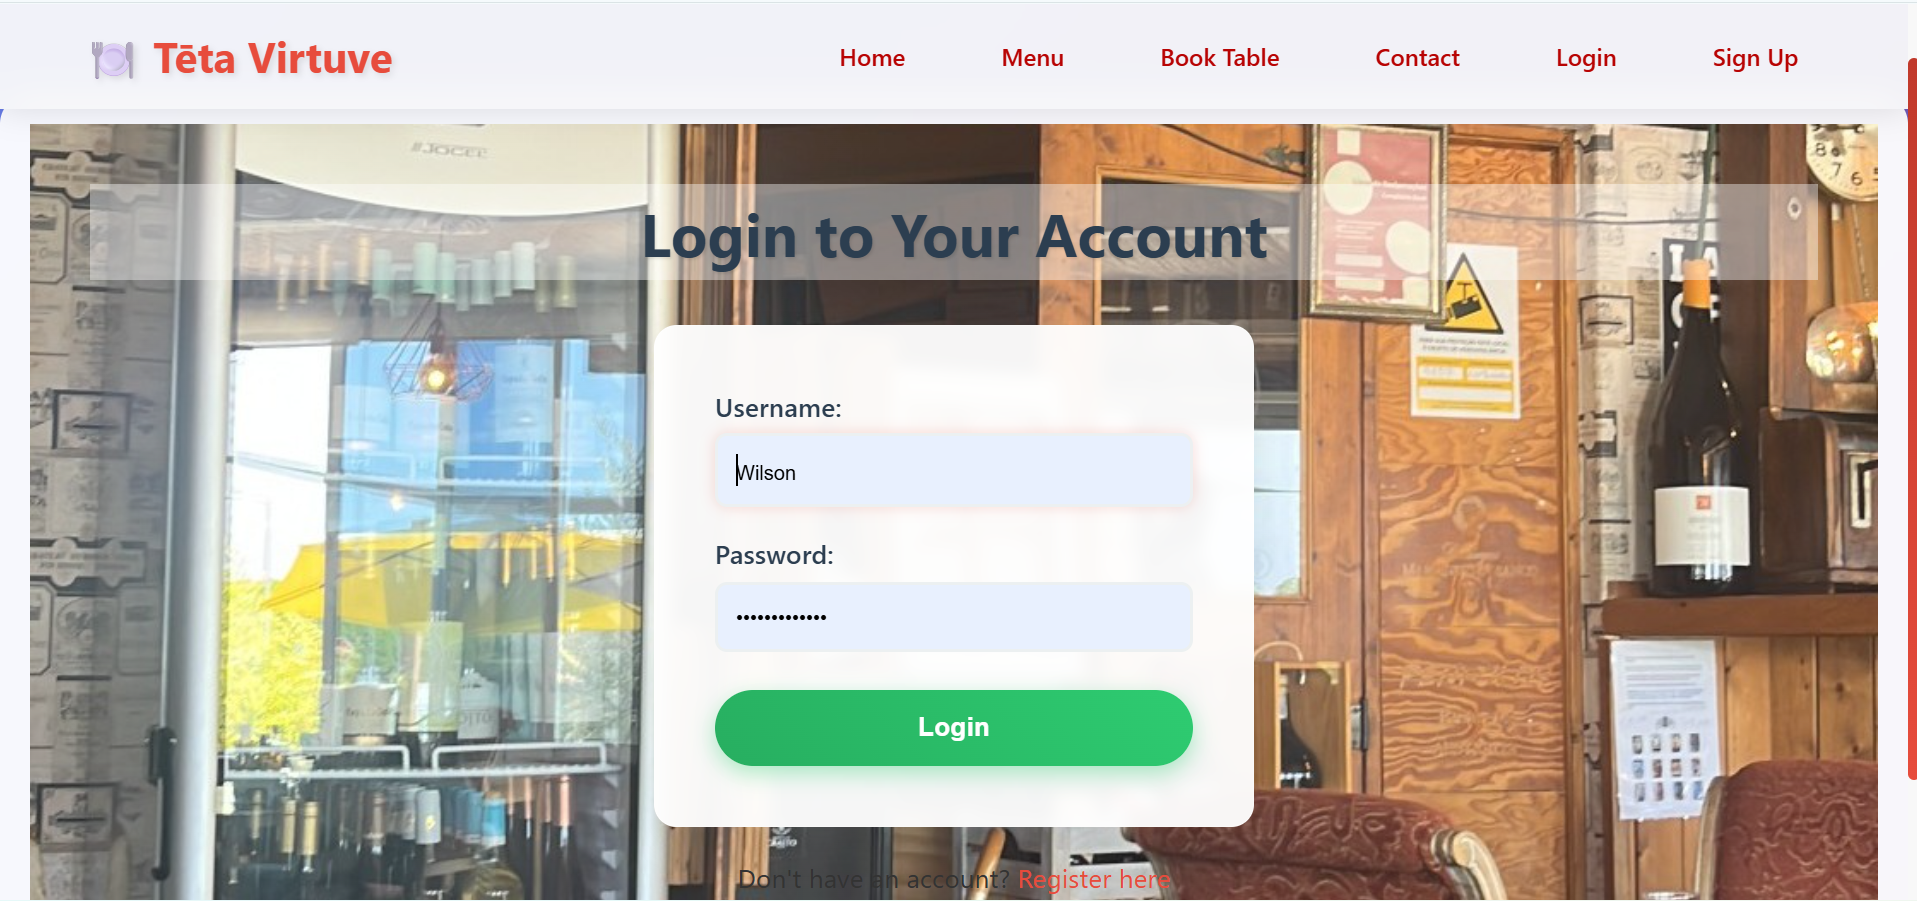 Tēta Virtuve
Home
Menu
Book Table
Contact
Login
Sign Up
#JOCEL
Login to Your Account
Username:
Wilson
Password:
•••••••••••••
Login
Don't have an account? Register here